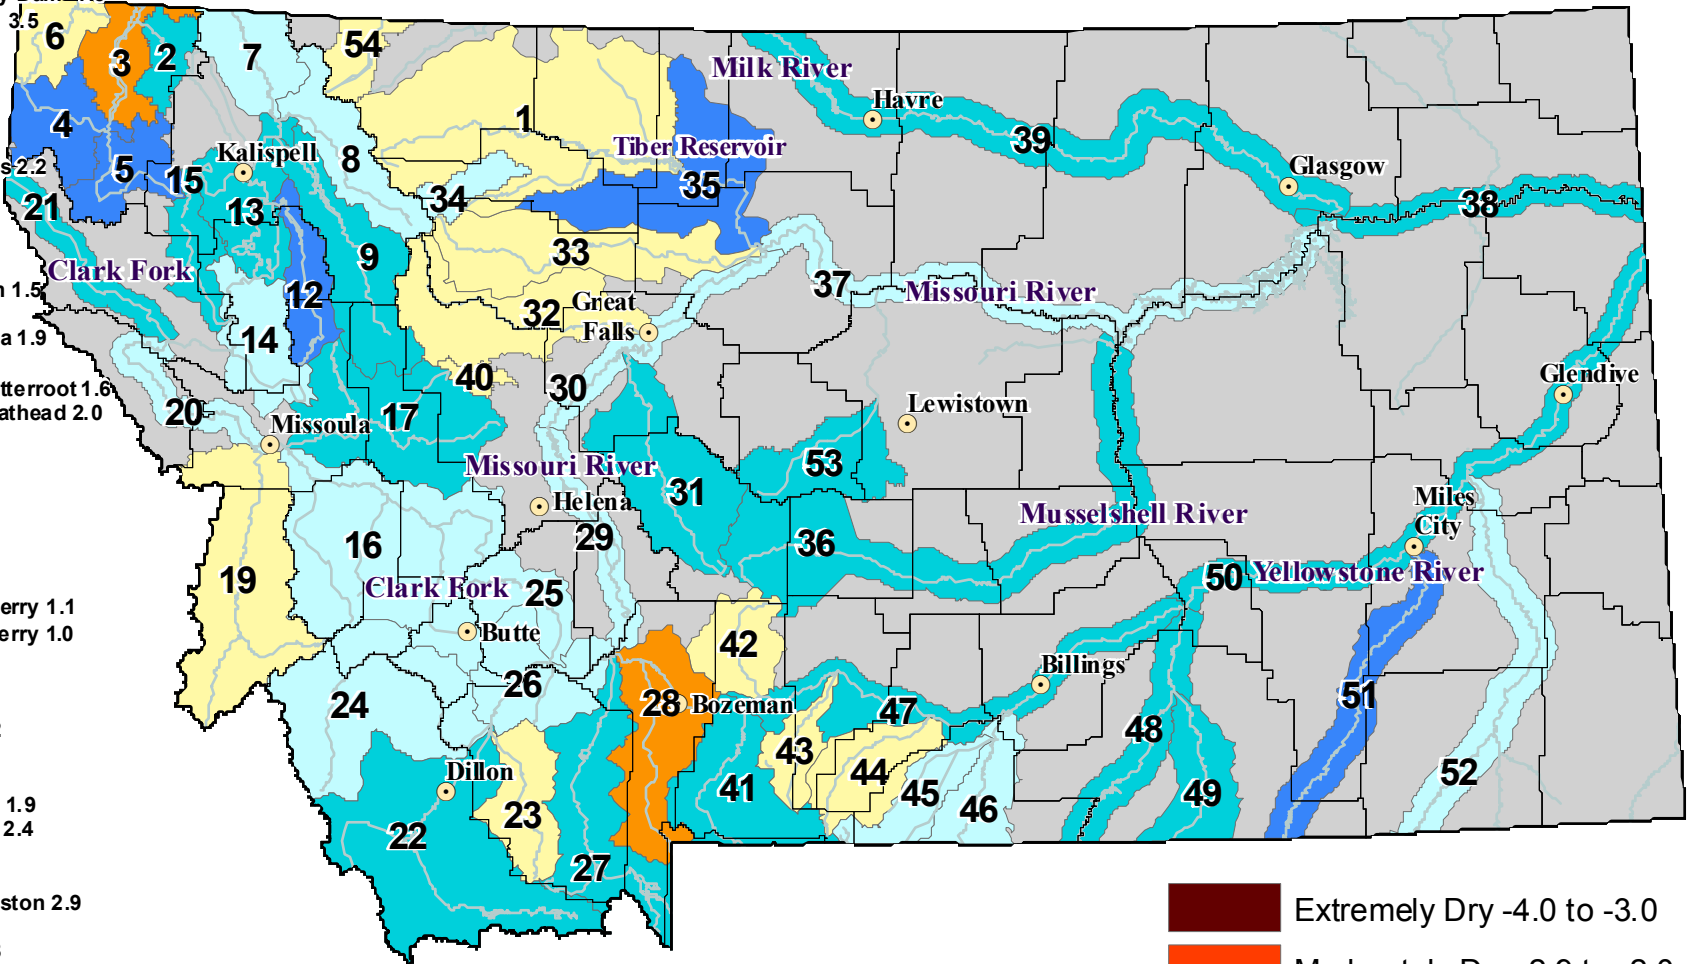 3.5
6
3
2
7
54
Milk River
4
1
Havre
39
5
Kalispell
8
Tiber Reservoir
Glasgow
s 2.2
15
34
35
21
13
38
33
9
Clark Fork
n 1.5
12
37
Missouri River
32
Great
Falls
14
a 1.9
Glendive
tterroot 1.6
40
30
athead 2.0
20
Missoula
17
Lewistown
Missouri River
53
31
Helena
Miles
City
Musselshell River
29
16
36
19
Clark Fork
25
50
Yellowstone River
erry 1.1
erry 1.0
Butte
42
Billings
26
24
28
Bozeman
47
51
48
43
Dillon
44
45
46
41
49
52
1.9
2.4
23
22
27
ston 2.9
Extremely Dry -4.0 to -3.0